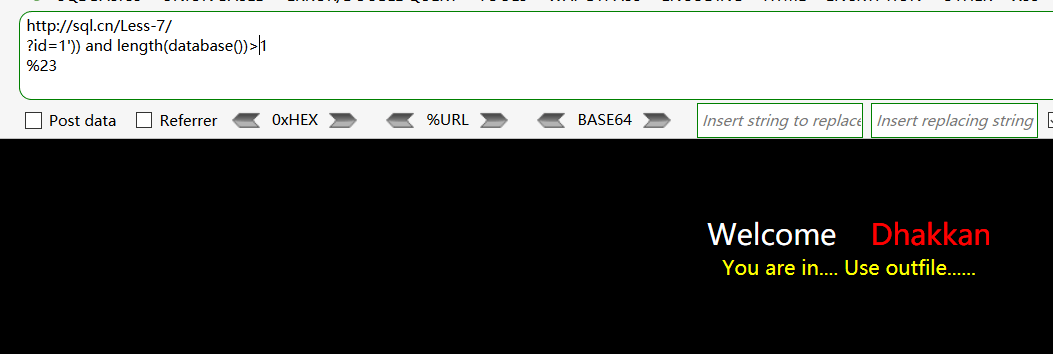 http://sql.cn/Less-7/
?id=1')) and length(database())>1
%23
Post data Referrer 0xHEX %URL BASE64 Insert string to replace Insert replacing string
Welcome Dhakkan
You are in.... Use outfile......